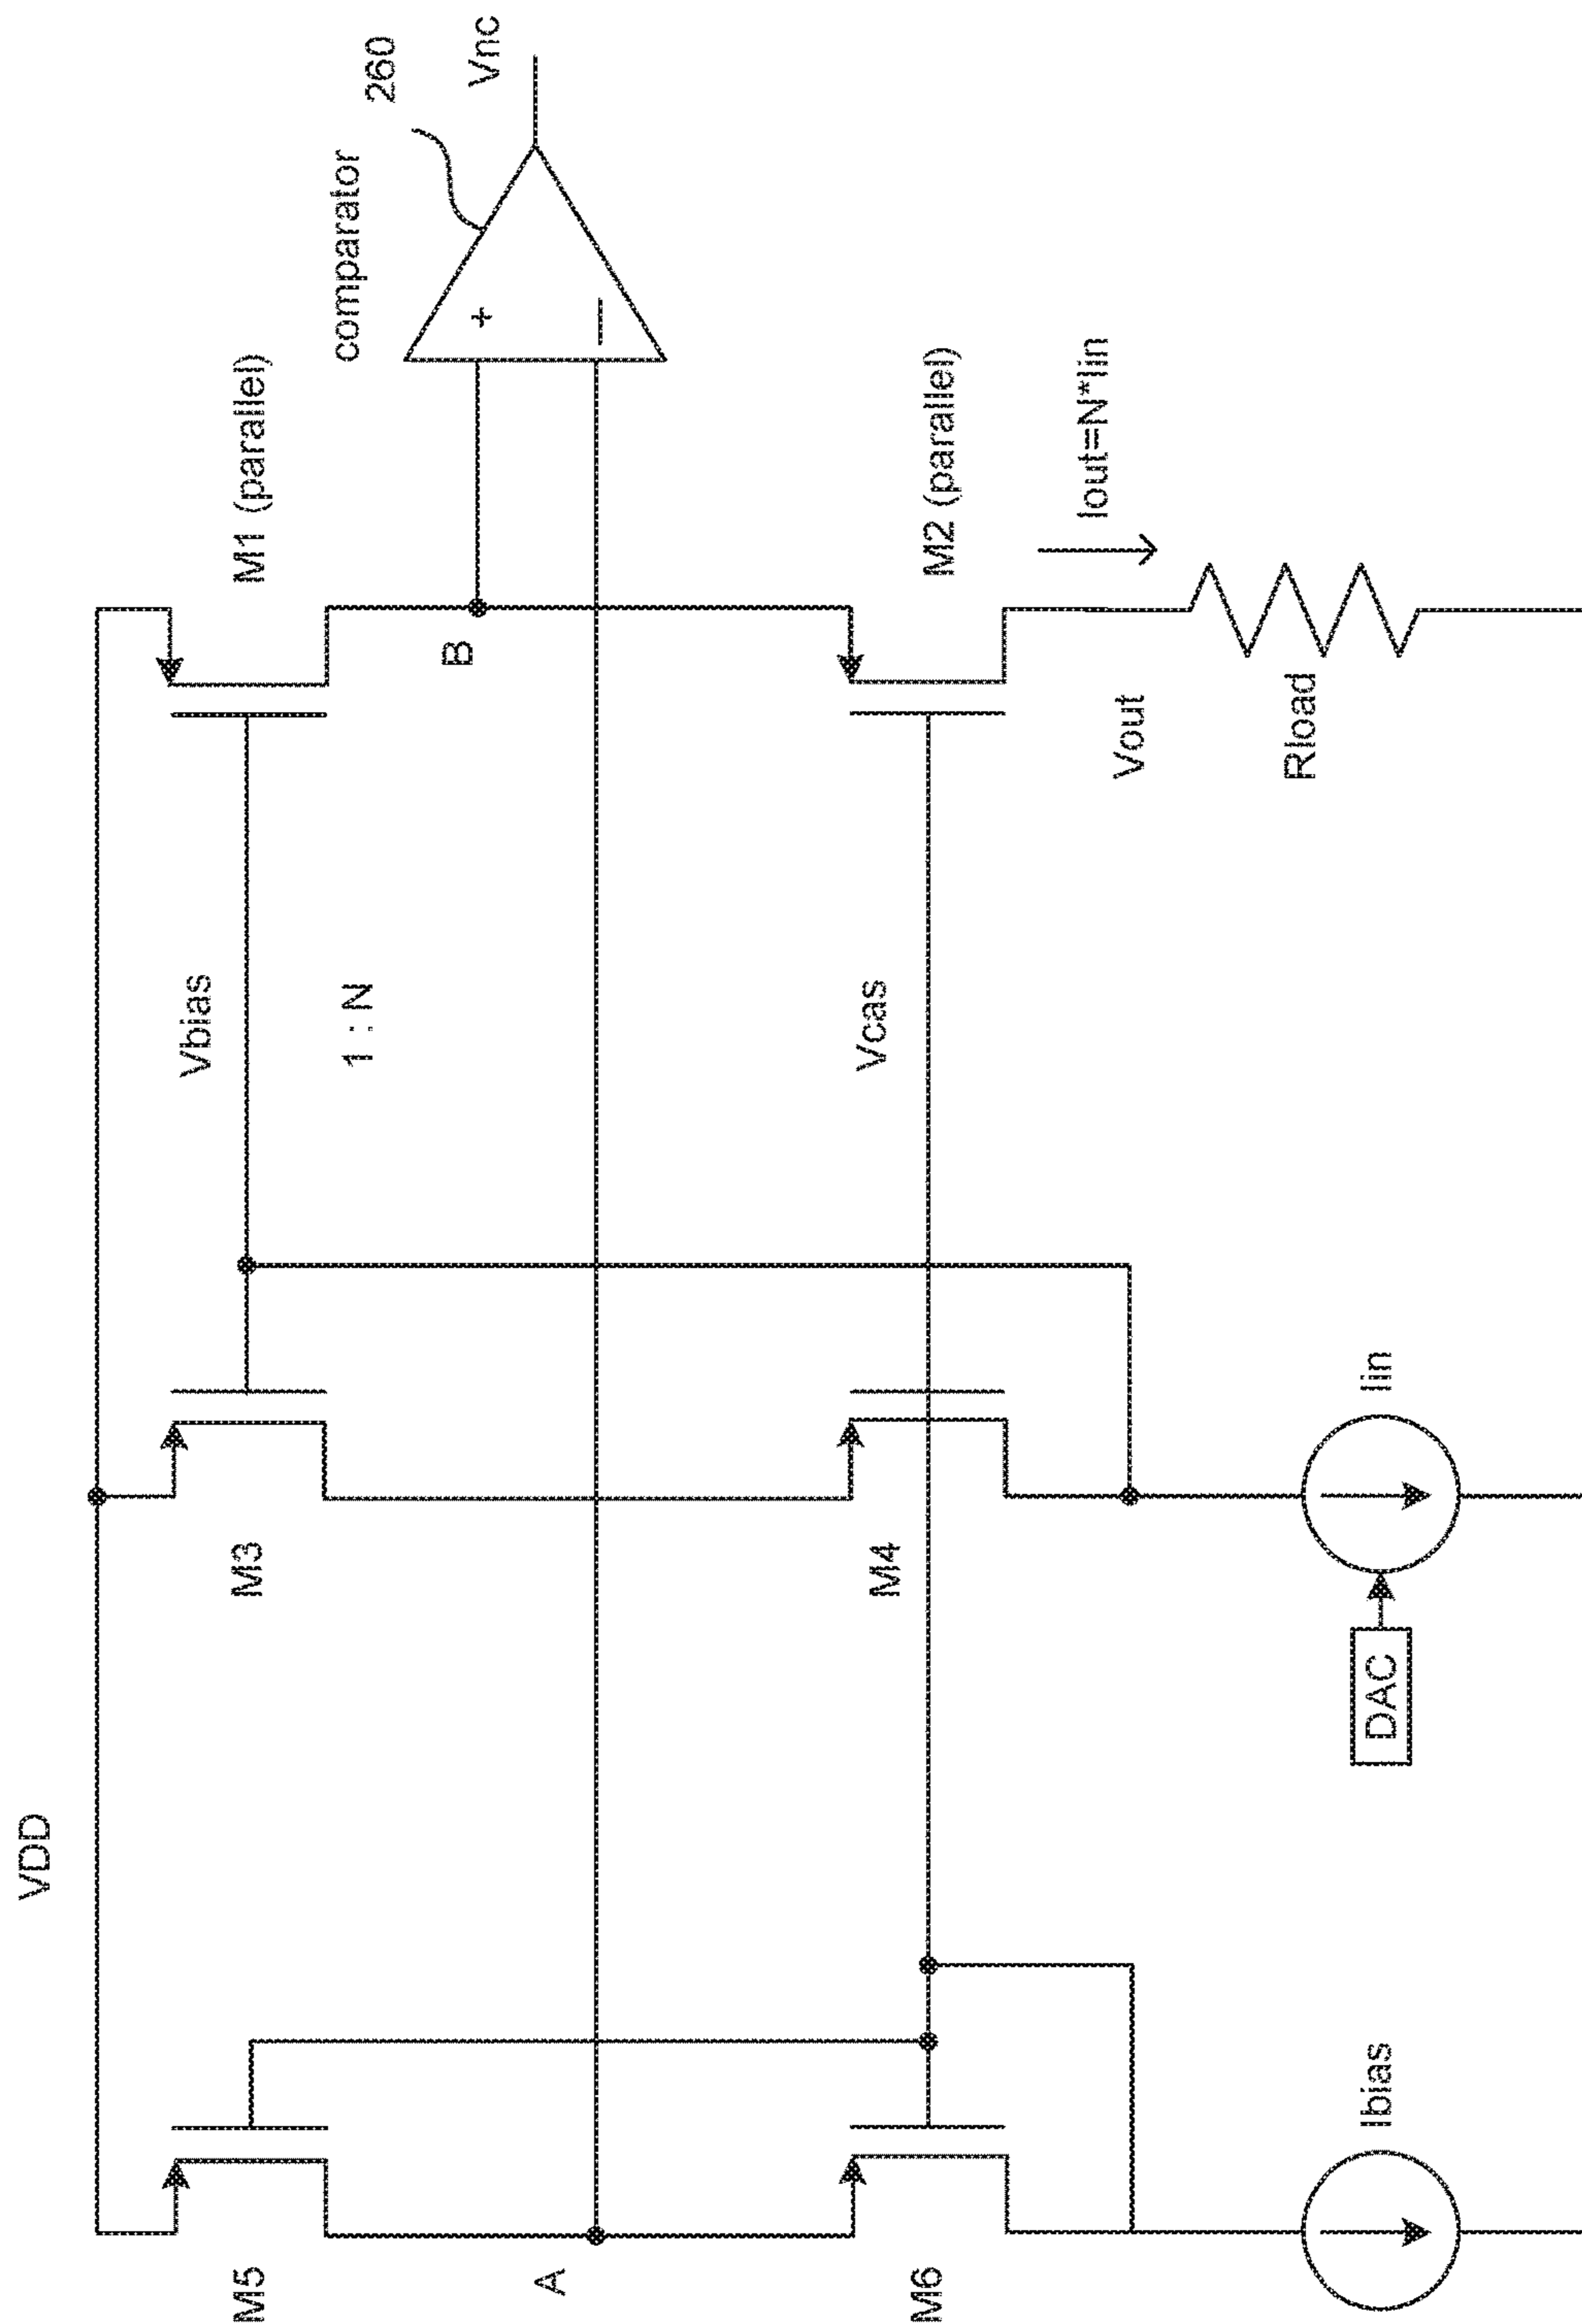 VDD
M5
M3
Vbias
M1 (parallel)
1 : N
comparator
260
+
—
Vnc
A
B
M6
M4
Vcas
M2 (parallel)
Vout
Iout=N*Iin
Ibias
DAC
Iin
Rload